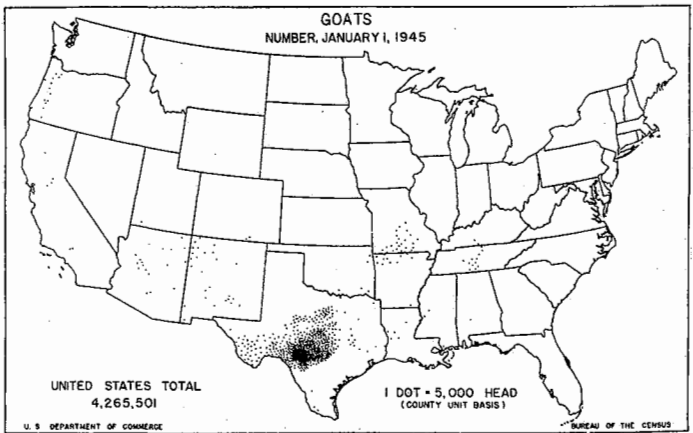 GOATS
NUMBER, JANUARY 1, 1945
UNITED STATES TOTAL
4,265,501
1 DOT = 5,000 HEAD
(COUNTY UNIT BASIS)
U. S DEPARTMENT OF COMMERCE
BUREAU OF THE CENSUS